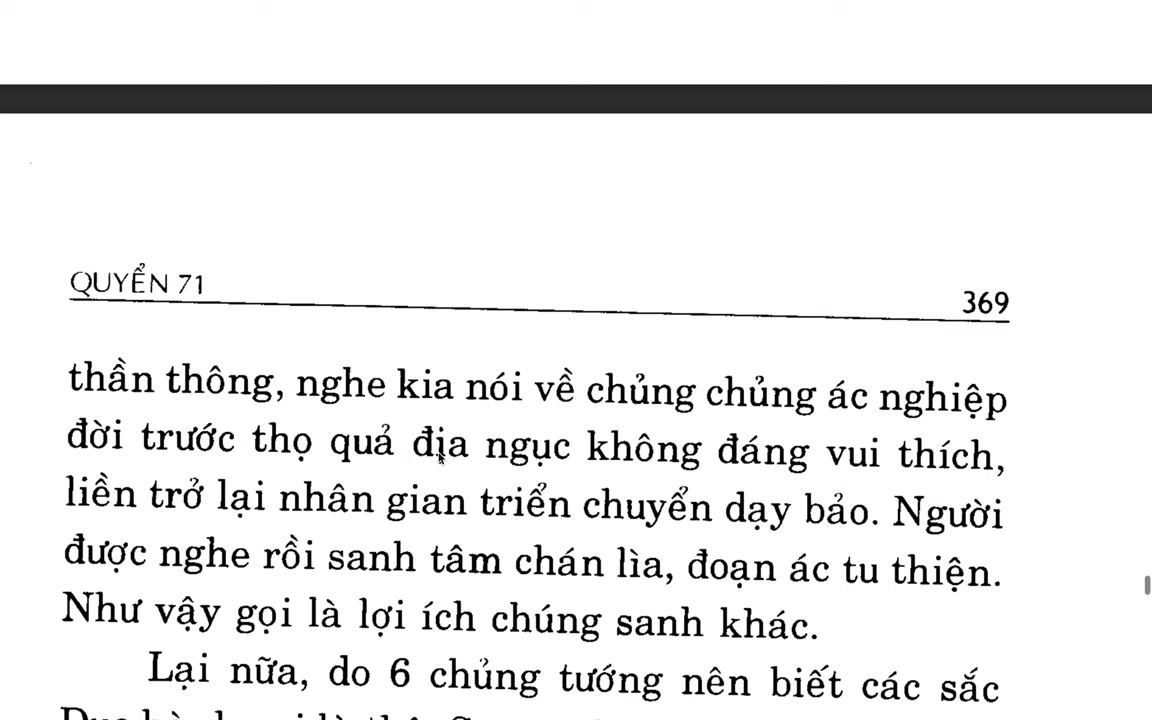 QUYỂN 71
369
thần thông, nghe kia nói về chủng chủng ác nghiệp
đời trước thọ quả địa ngục không đáng vui thích,
liền trở lại nhân gian triển chuyển dạy bảo. Người
được nghe rồi sanh tâm chán lìa, đoạn ác tu thiện.
Như vậy gọi là lợi ích chúng sanh khác.
Lại nữa, do 6 chủng tướng nên biết các sắc